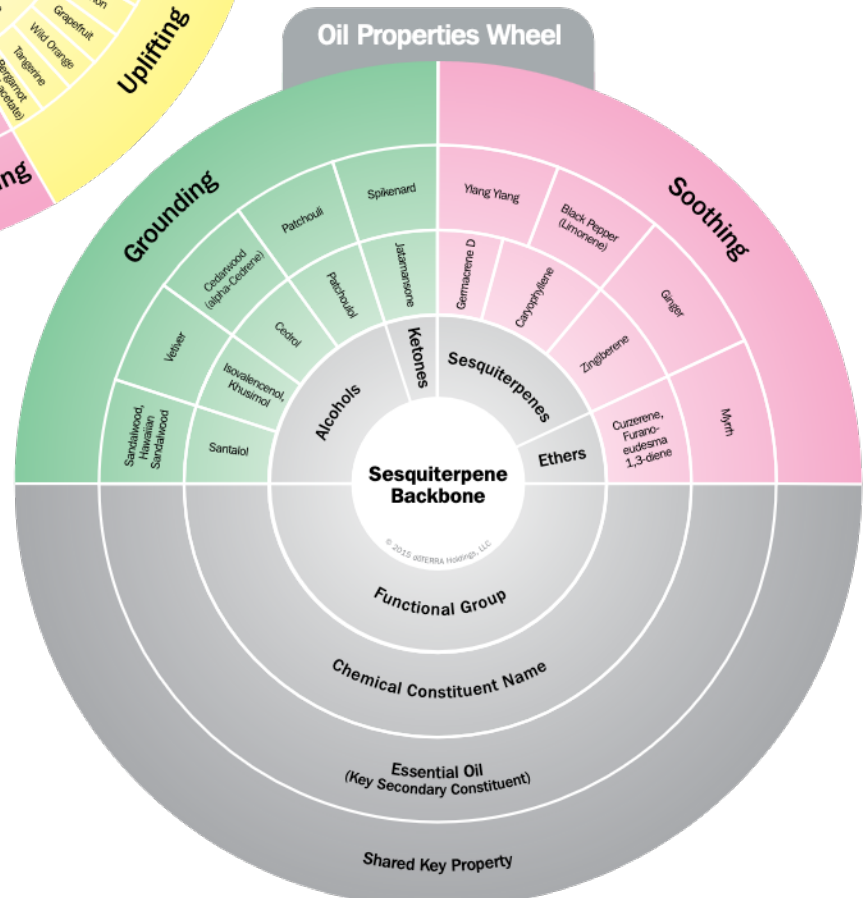 Oil Properties Wheel
Grapefruit
Wild Orange
Tangerine
acetate)
Uplifting
Grounding
Soothing
Spikenard
Patchouli
Cedarwood
(alpha-Cedrene)
Vetiver
Sandalwood,
Hawaiian
Sandalwood
Ylang Ylang
Black Pepper
(Limonene)
Ginger
Myrrh
Jatamansone
Patchoulol
Cedrol
Isovalencenol,
Khusimol
Santalol
Germacrene D
Caryophyllene
Zingiberene
Curzerene,
Furano-
eudesma
1,3-diene
Alcohols
Ketones
Sesquiterpenes
Ethers
Sesquiterpene
Backbone
© 2015 dōTERRA Holdings, LLC
Functional Group
Chemical Constituent Name
Essential Oil
(Key Secondary Constituent)
Shared Key Property